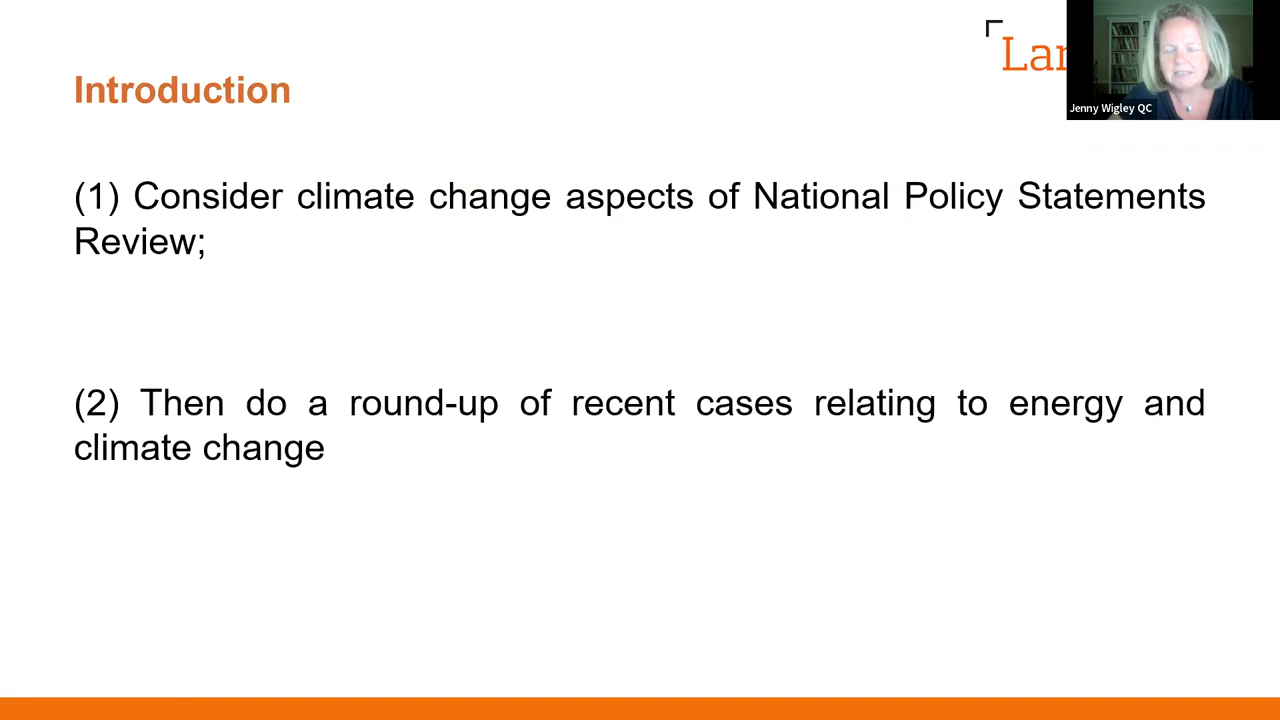 Introduction
Lan
Jenny Wigley QC
(1) Consider climate change aspects of National Policy Statements
Review;
(2) Then do a round-up of recent cases relating to energy and
climate change